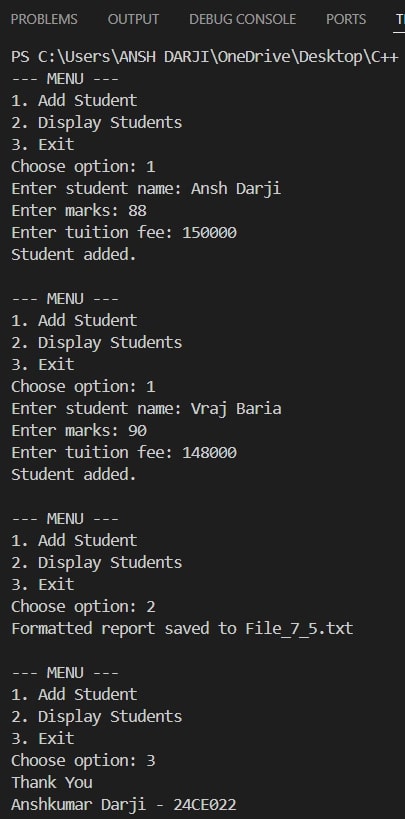 PROBLEMS OUTPUT DEBUG CONSOLE PORTS
PS C:\Users\ANSH DARJI\OneDrive\Desktop\C++
--- MENU ---
1. Add Student
2. Display Students
3. Exit
Choose option: 1
Enter student name: Ansh Darji
Enter marks: 88
Enter tuition fee: 150000
Student added.

--- MENU ---
1. Add Student
2. Display Students
3. Exit
Choose option: 1
Enter student name: Vraj Baria
Enter marks: 90
Enter tuition fee: 148000
Student added.

--- MENU ---
1. Add Student
2. Display Students
3. Exit
Choose option: 2
Formatted report saved to File_7_5.txt

--- MENU ---
1. Add Student
2. Display Students
3. Exit
Choose option: 3
Thank You
Anshkumar Darji - 24CE022